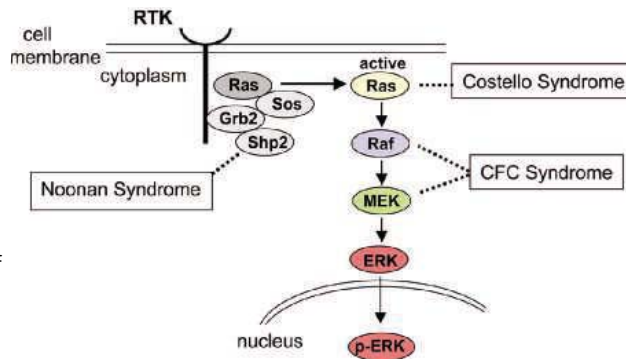 RTK
cell
membrane
cytoplasm
active
Ras
Ras
Costello Syndrome
Sos
Grb2
Shp2
Raf
Noonan Syndrome
CFC Syndrome
MEK
ERK
nucleus
p-ERK